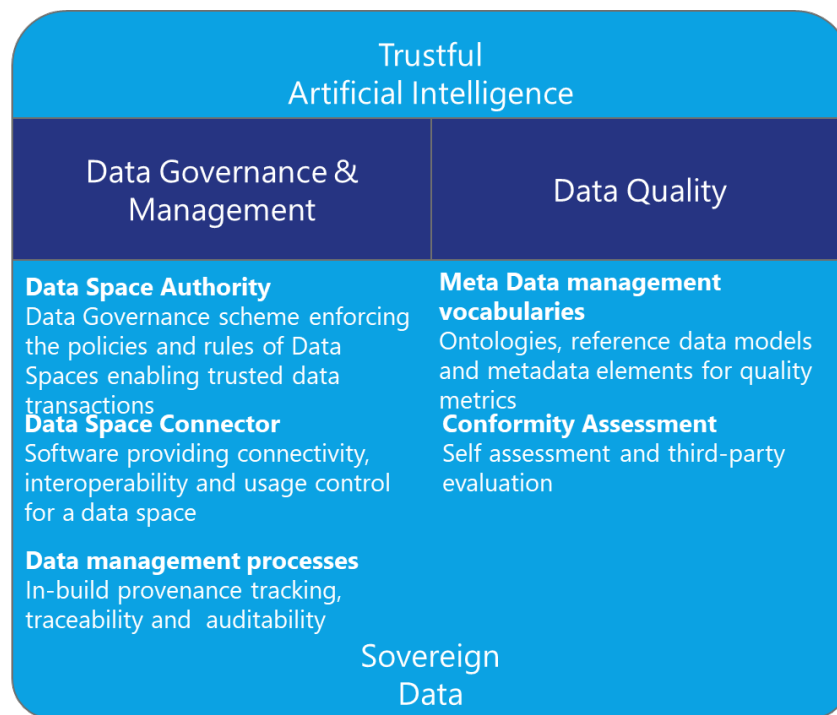 Trustful
Artificial Intelligence
Data Governance &
Management
Data Quality
Data Space Authority
Data Governance scheme enforcing
the policies and rules of Data
Spaces enabling trusted data
transactions
Data Space Connector
Software providing connectivity,
interoperability and usage control
for a data space
Data management processes
In-build provenance tracking,
traceability and auditability
Meta Data management
vocabularies
Ontologies, reference data models
and metadata elements for quality
metrics
Conformity Assessment
Self assessment and third-party
evaluation
Sovereign
Data